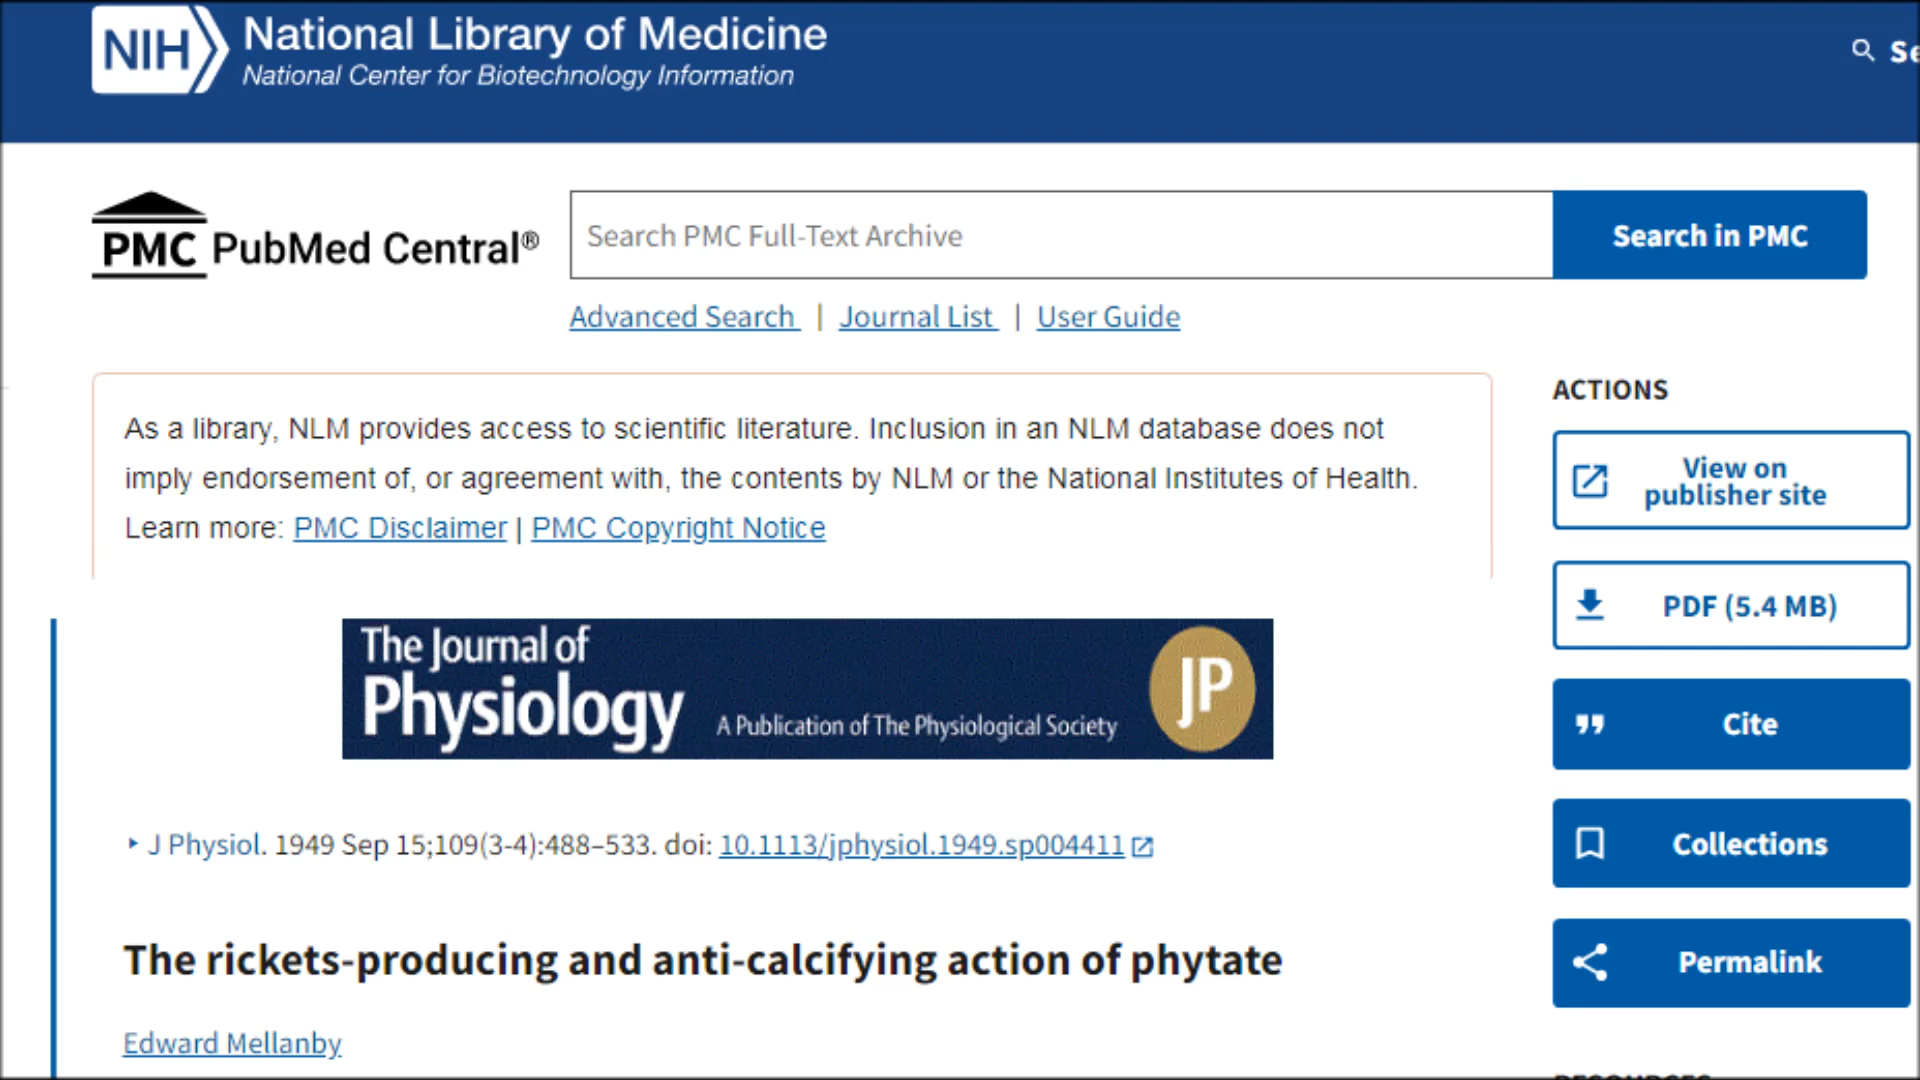 NIH National Library of Medicine
National Center for Biotechnology Information
PMC PubMed Central®
Search PMC Full-Text Archive
Search in PMC
Advanced Search | Journal List | User Guide
As a library, NLM provides access to scientific literature. Inclusion in an NLM database does not
imply endorsement of, or agreement with, the contents by NLM or the National Institutes of Health.
Learn more: PMC Disclaimer | PMC Copyright Notice
The Journal of
Physiology
A Publication of The Physiological Society
JP
J Physiol. 1949 Sep 15;109(3-4):488–533. doi: 10.1113/jphysiol.1949.sp004411
The rickets-producing and anti-calcifying action of phytate
Edward Mellanby
ACTIONS
View on
publisher site
PDF (5.4 MB)
Cite
Collections
Permalink